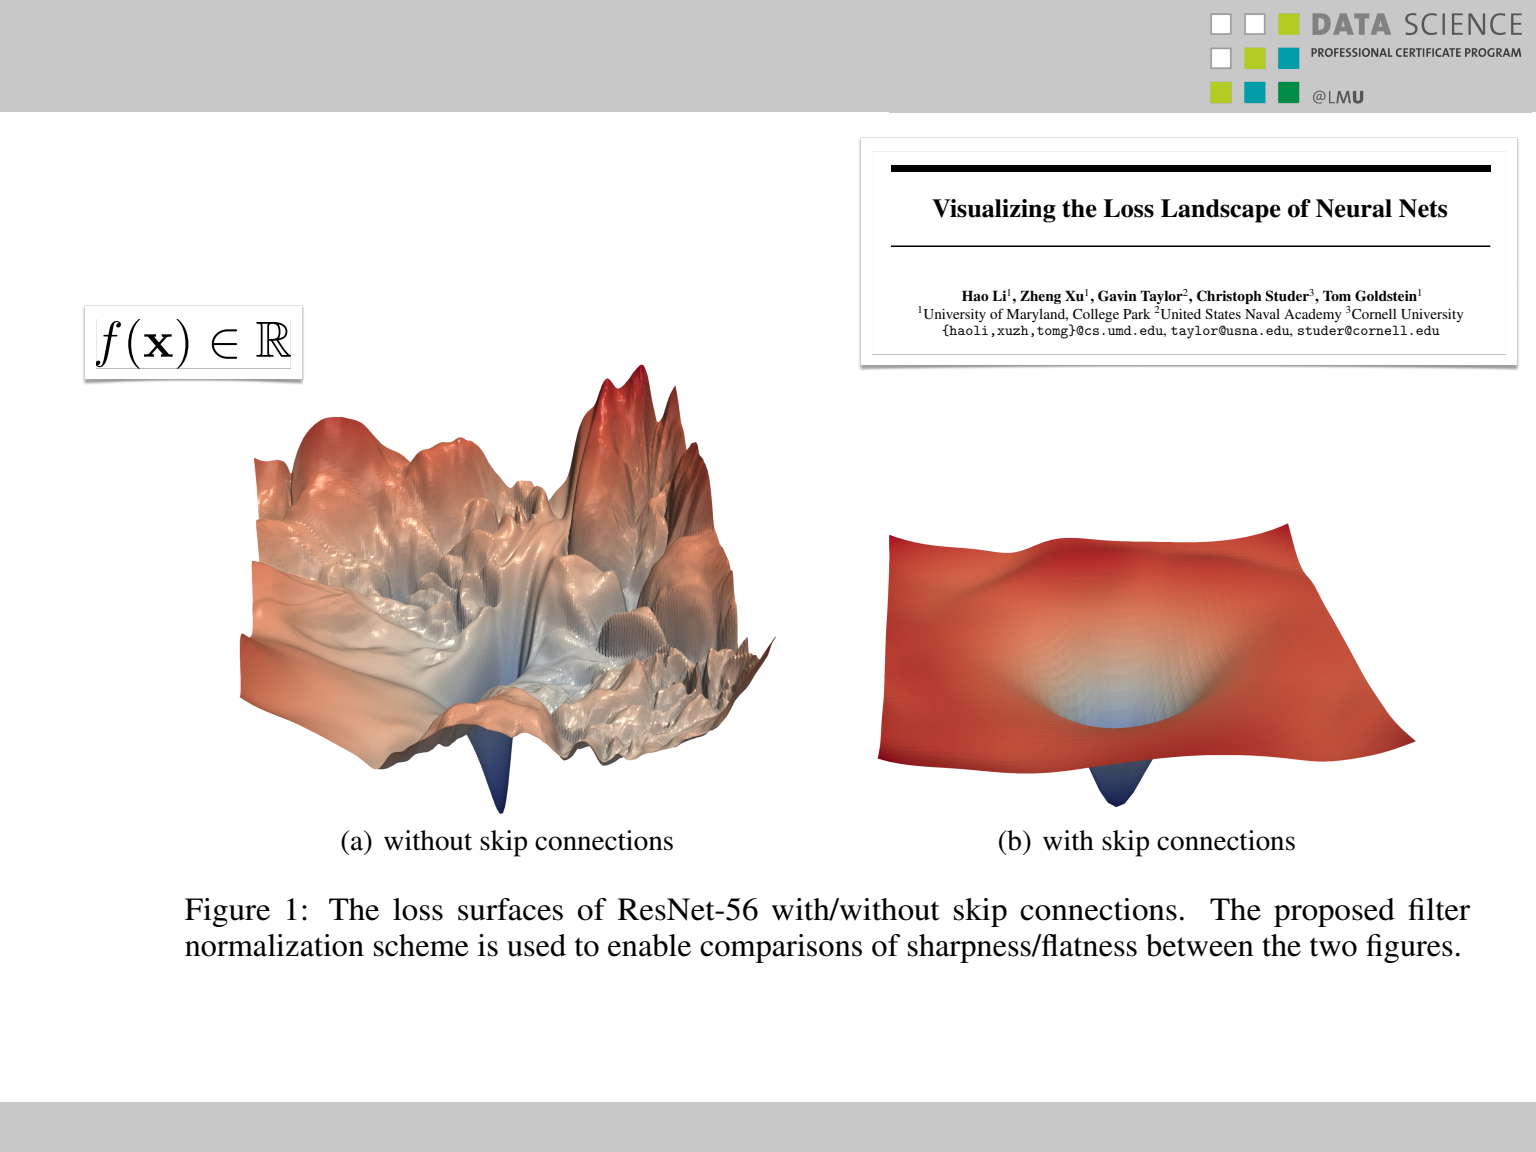 DATA SCIENCE
PROFESSIONAL CERTIFICATE PROGRAM
@LMU
Visualizing the Loss Landscape of Neural Nets
Hao Li¹, Zheng Xu¹, Gavin Taylor², Christoph Studer³, Tom Goldstein¹
¹University of Maryland, College Park ²United States Naval Academy ³Cornell University
{haoli,xuzh,tomg}@cs.umd.edu, taylor@usna.edu, studer@cornell.edu
f(x) ∈ ℝ
(a) without skip connections
(b) with skip connections
Figure 1: The loss surfaces of ResNet-56 with/without skip connections. The proposed filter
normalization scheme is used to enable comparisons of sharpness/flatness between the two figures.